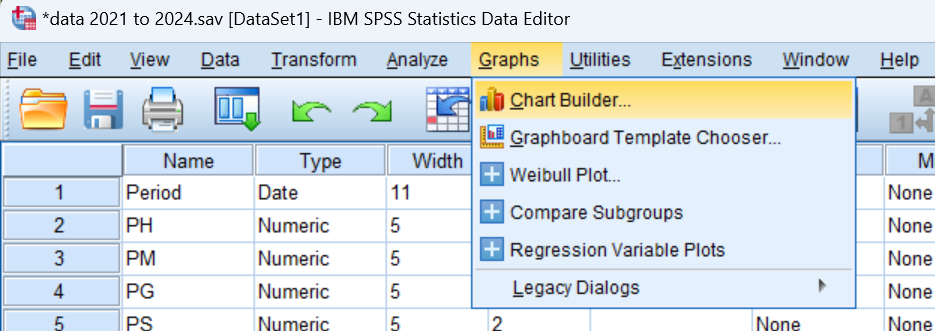 *data 2021 to 2024.sav [DataSet1] - IBM SPSS Statistics Data Editor
File Edit View Data Transform Analyze Graphs Utilities Extensions Window Help
Chart Builder...
Graphboard Template Chooser...
Weibull Plot...
Compare Subgroups
Regression Variable Plots
Legacy Dialogs
Name Type Width
1 Period Date 11 None
2 PH Numeric 5 None
3 PM Numeric 5 None
4 PG Numeric 5 None
5 PS Numeric 5 2 None None